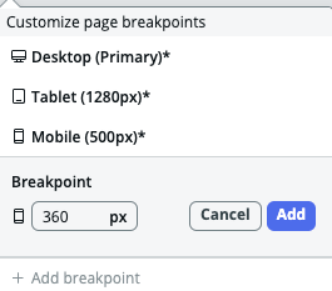 Customize page breakpoints
Desktop (Primary)*
Tablet (1280px)*
Mobile (500px)*
Breakpoint
360 px Cancel Add
+ Add breakpoint